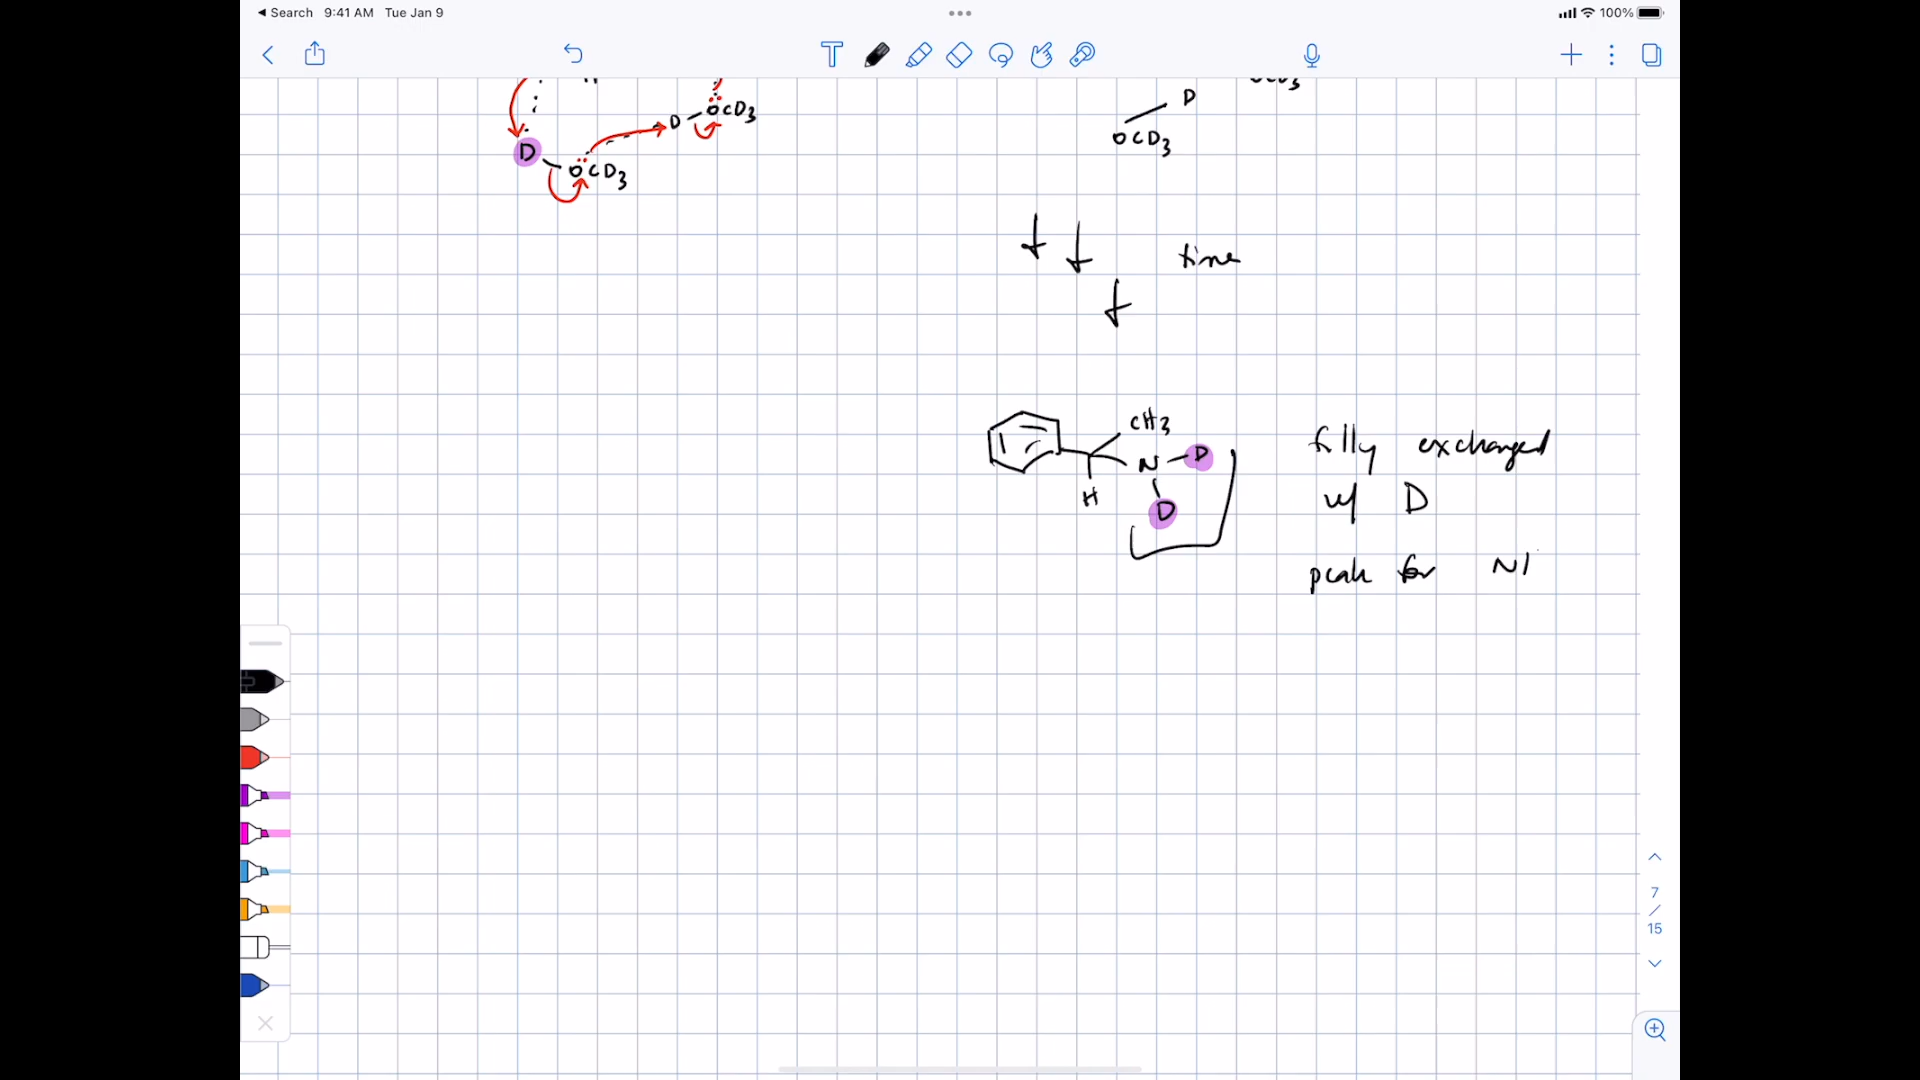 Search 9:41 AM Tue Jan 9 100%
OCD3
D
D OCD3
OCD3
D OCD3
time
CH3
N D
H
D
fully exchanged
w/ D
peak for
7
/
15